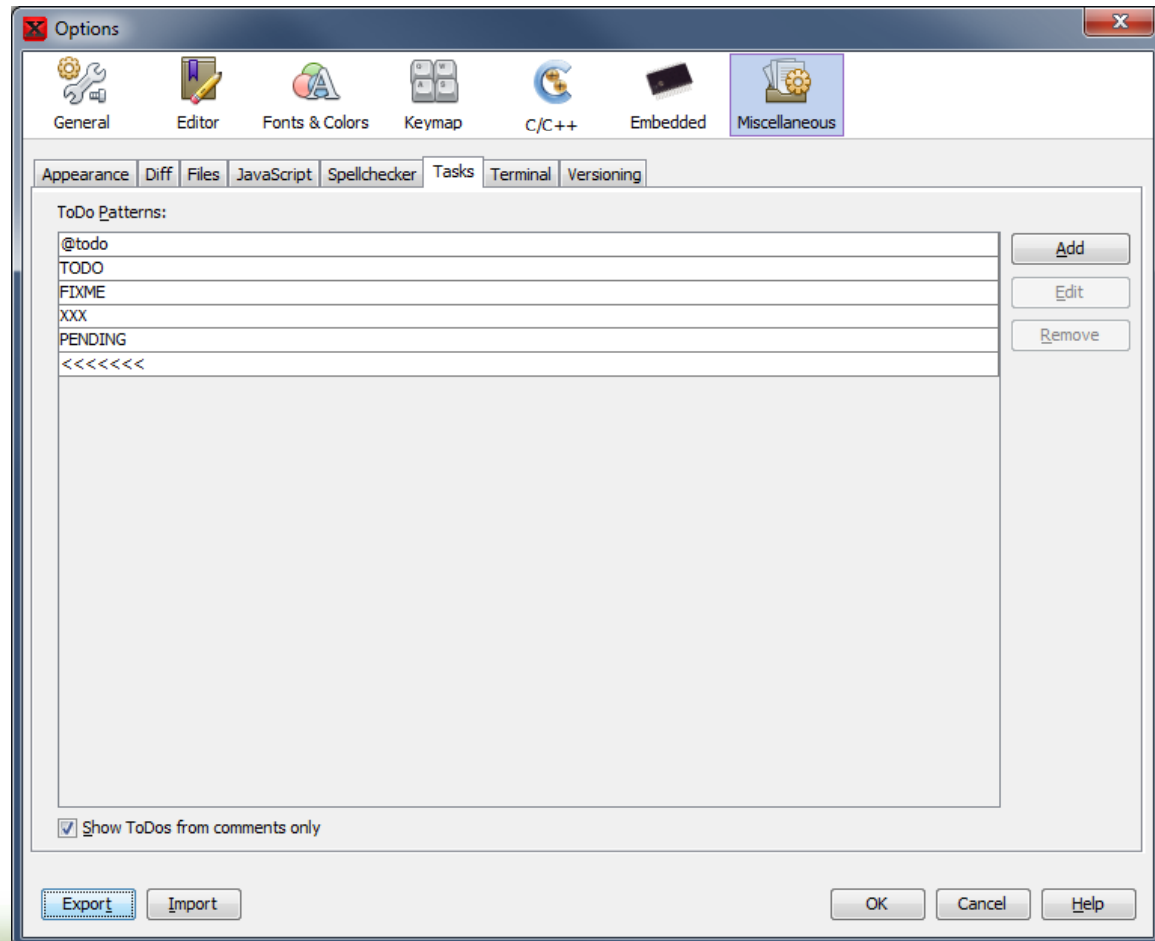 Options
General Editor Fonts & Colors Keymap C/C++ Embedded Miscellaneous
Appearance Diff Files JavaScript Spellchecker Tasks Terminal Versioning
ToDo Patterns:
@todo
Add
TODO
FIXME
Edit
XXX
PENDING
Remove
<<<<<<<
Show ToDos from comments only
Export Import OK Cancel Help